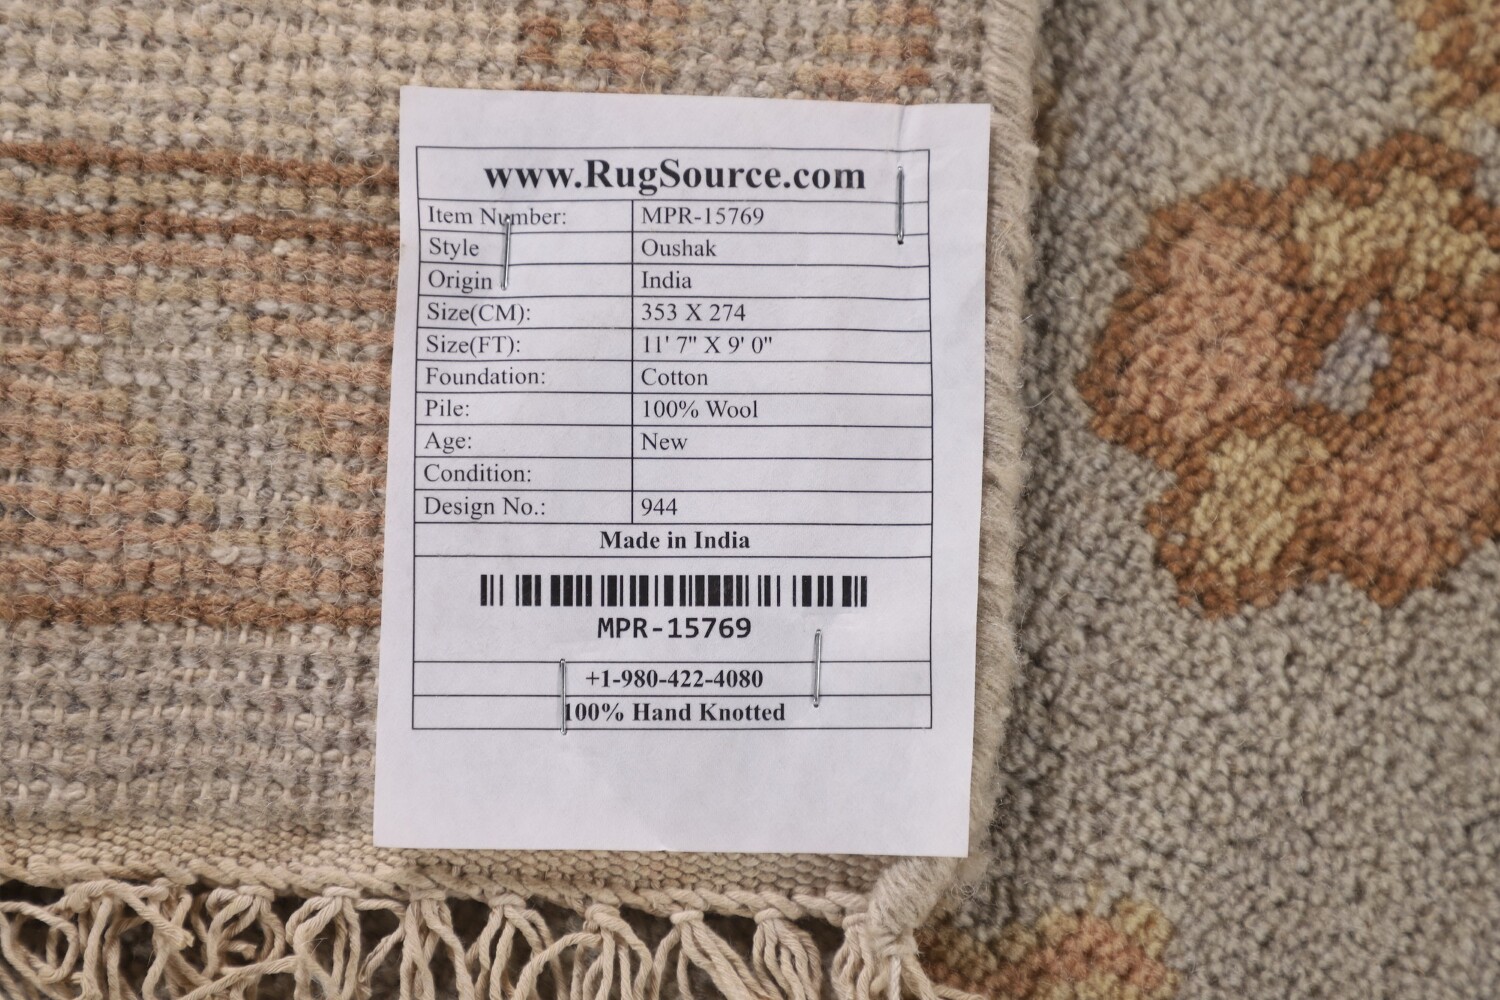 www.RugSource.com
Item Number: MPR-15769
Style Oushak
Origin India
Size(CM): 353 X 274
Size(FT): 11' 7" X 9' 0"
Foundation: Cotton
Pile: 100% Wool
Age: New
Condition:
Design No.: 944
Made in India
MPR-15769
+1-980-422-4080
100% Hand Knotted